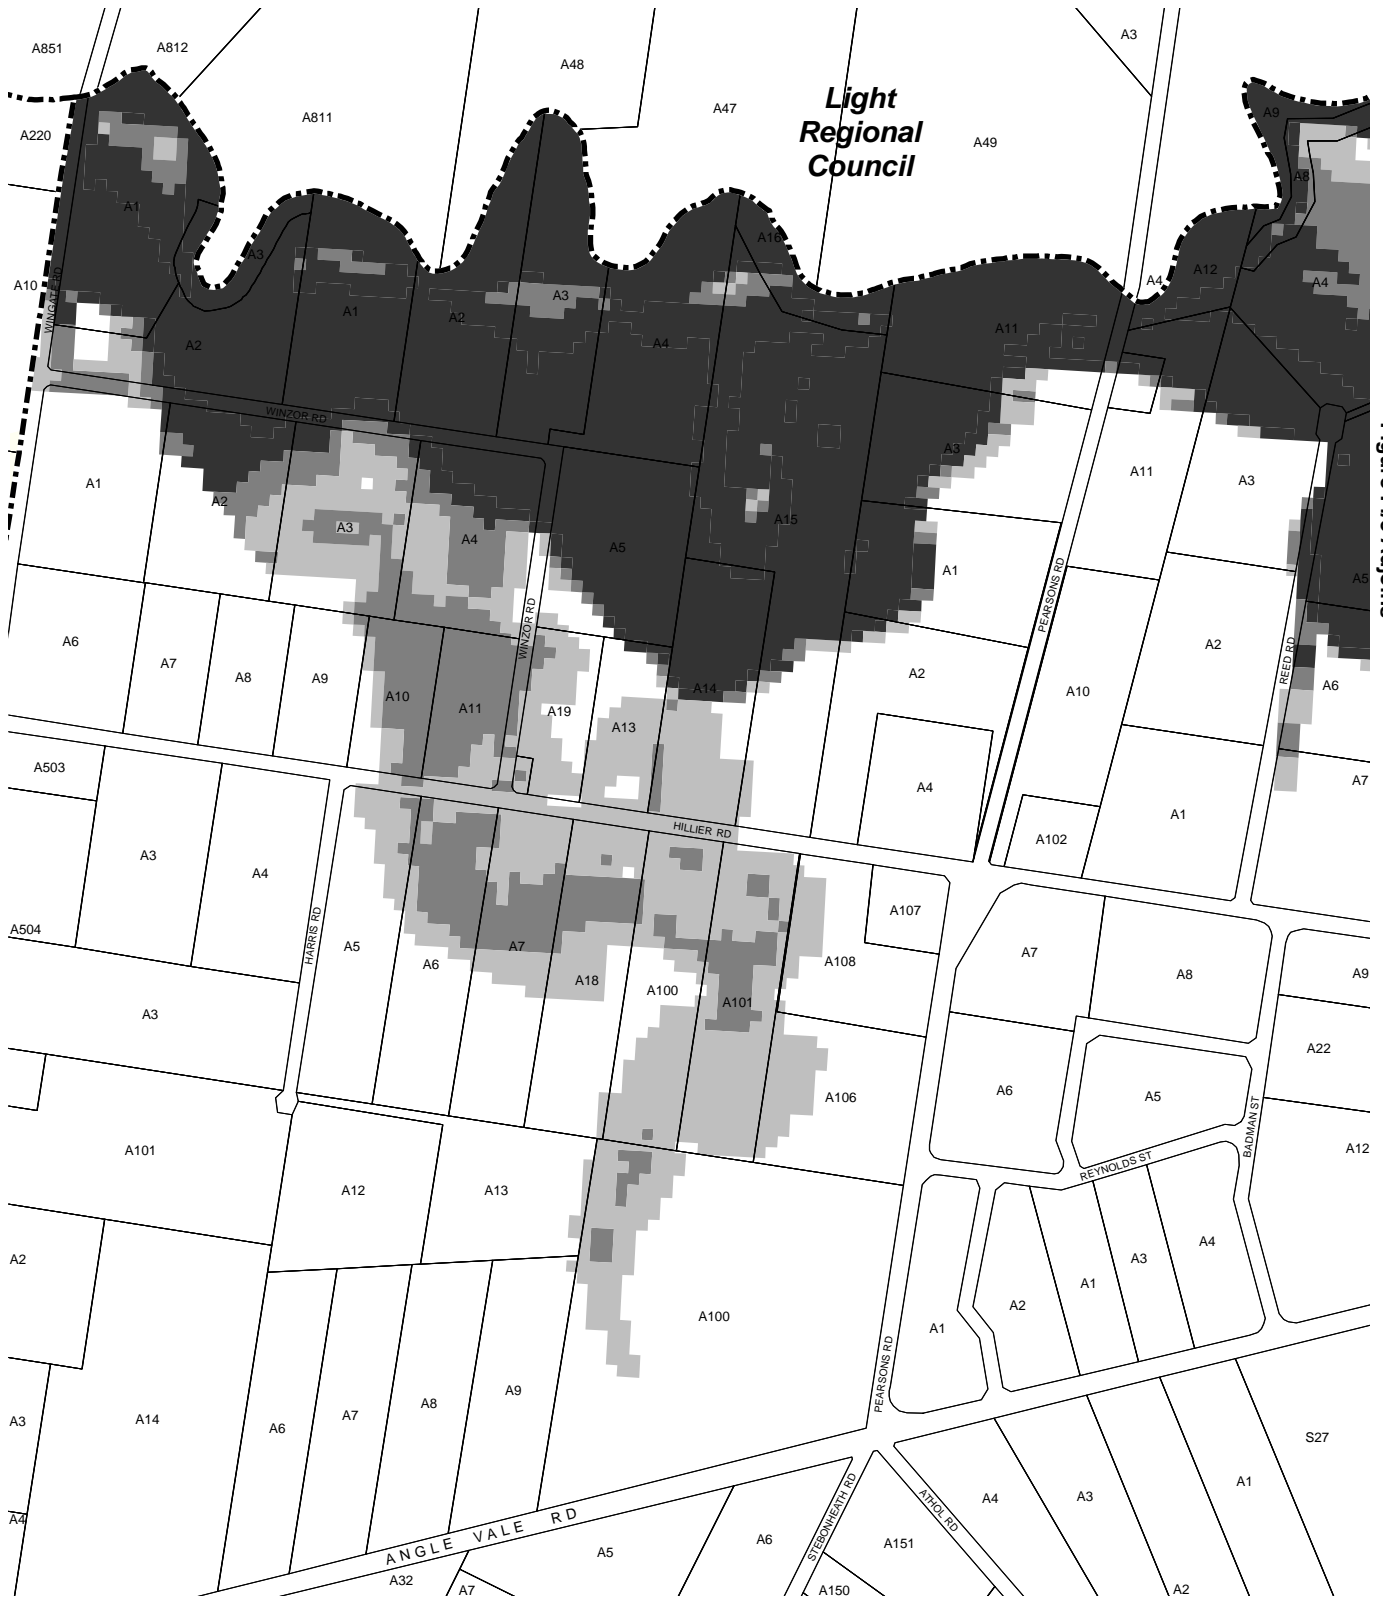 A851
A812
A48
A3
A811
A47
Light
Regional
Council
A49
A9
A220
A8
A1
A16
A3
A12
A4
A4
A10
WINGATE RD
A2
A1
A2
A3
A4
A11
WINZOR RD
A3
A11
A3
A1
A2
A3
A4
A5
A15
A1
A5
PEARSONS RD
A6
A7
A8
A9
WINZOR RD
A2
A2
REED RD
A6
A10
A11
A19
A13
A14
A10
A503
A4
A7
A1
HILLIER RD
A102
A3
A4
A504
HARRIS RD
A5
A6
A7
A18
A100
A101
A107
A108
A7
A8
A9
A3
A22
A106
A6
A5
BADMAN ST
A101
A12
REYNOLDS ST
A12
A13
A2
A4
A3
A1
A2
A100
A1
PEARSONS RD
A3
A14
A6
A7
A8
A9
S27
A1
A4
A3
A4
ATHOL RD
STEBONHEATH RD
ANGLE VALE RD
A5
A6
A151
A32
A7
A150
A2